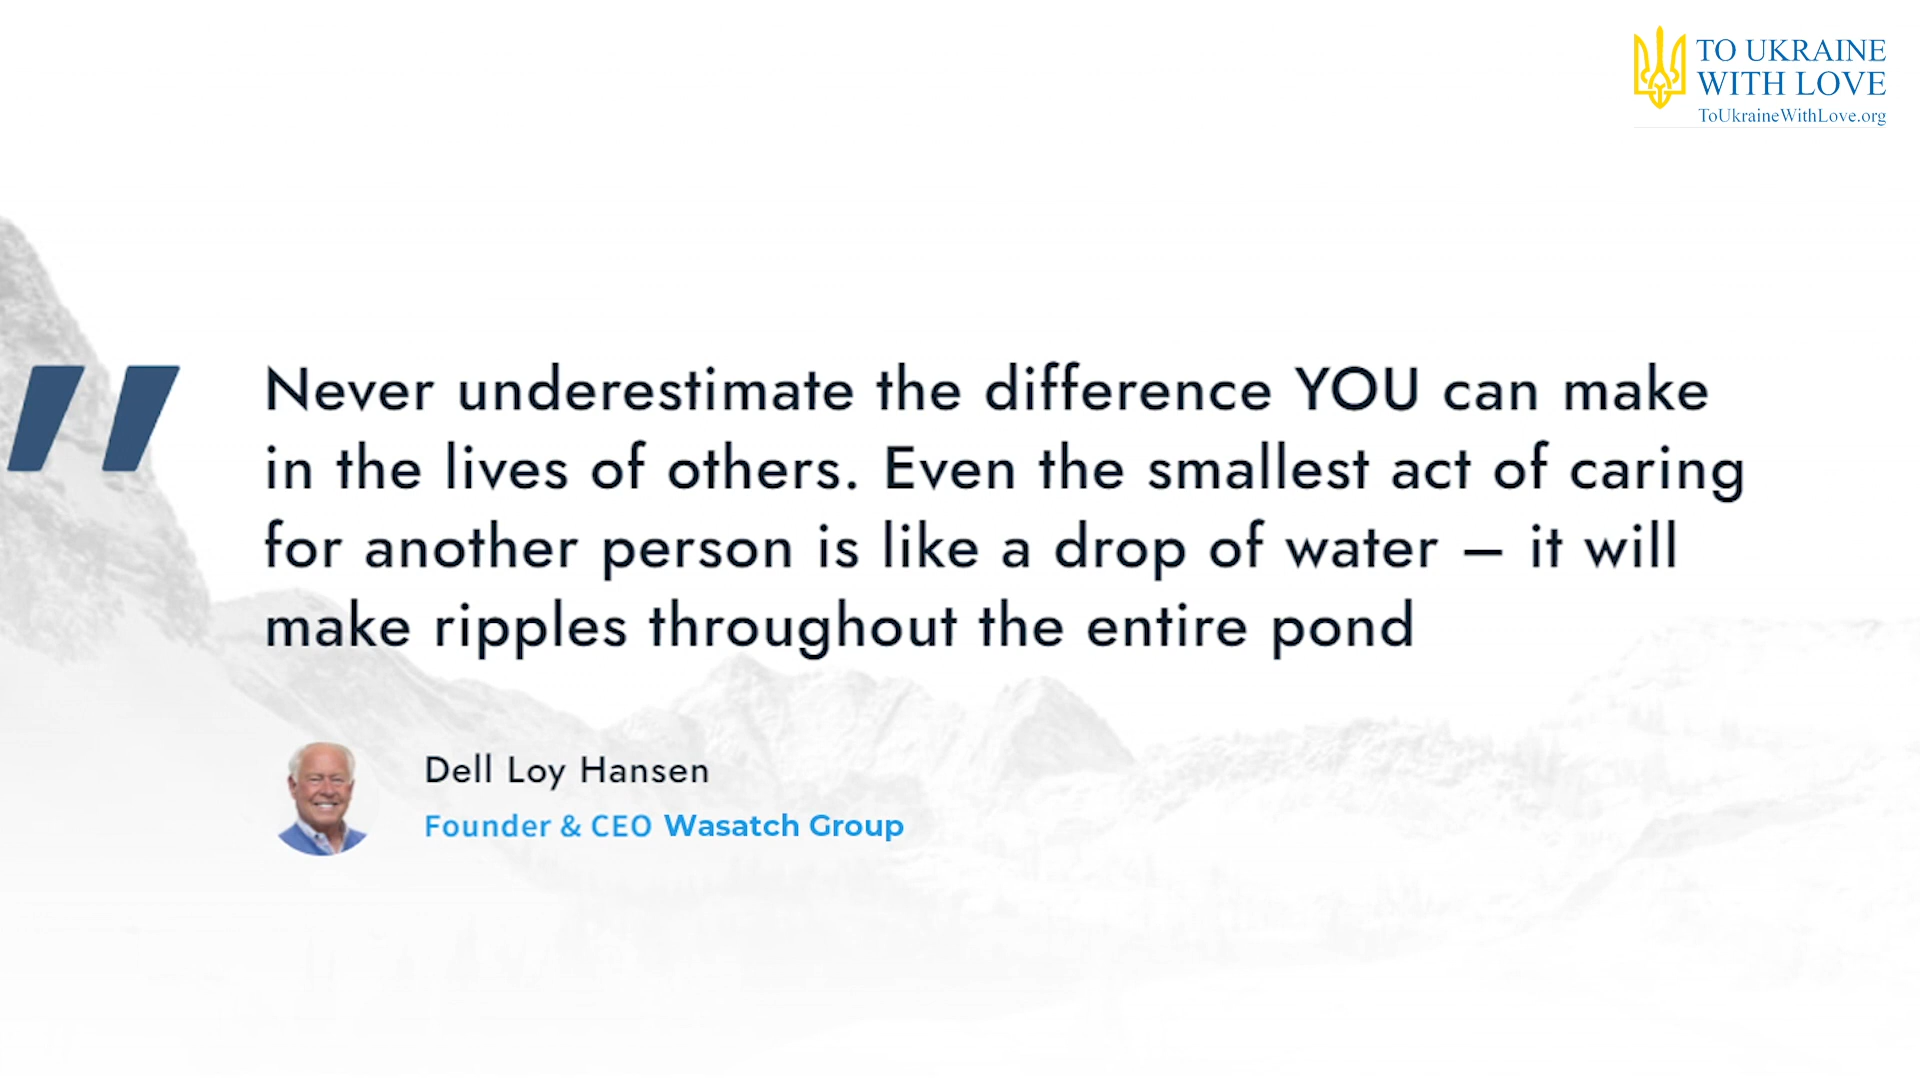 TO UKRAINE
WITH LOVE
ToUkraineWithLove.org
"Never underestimate the difference YOU can make
in the lives of others. Even the smallest act of caring
for another person is like a drop of water – it will
make ripples throughout the entire pond
Dell Loy Hansen
Founder & CEO Wasatch Group